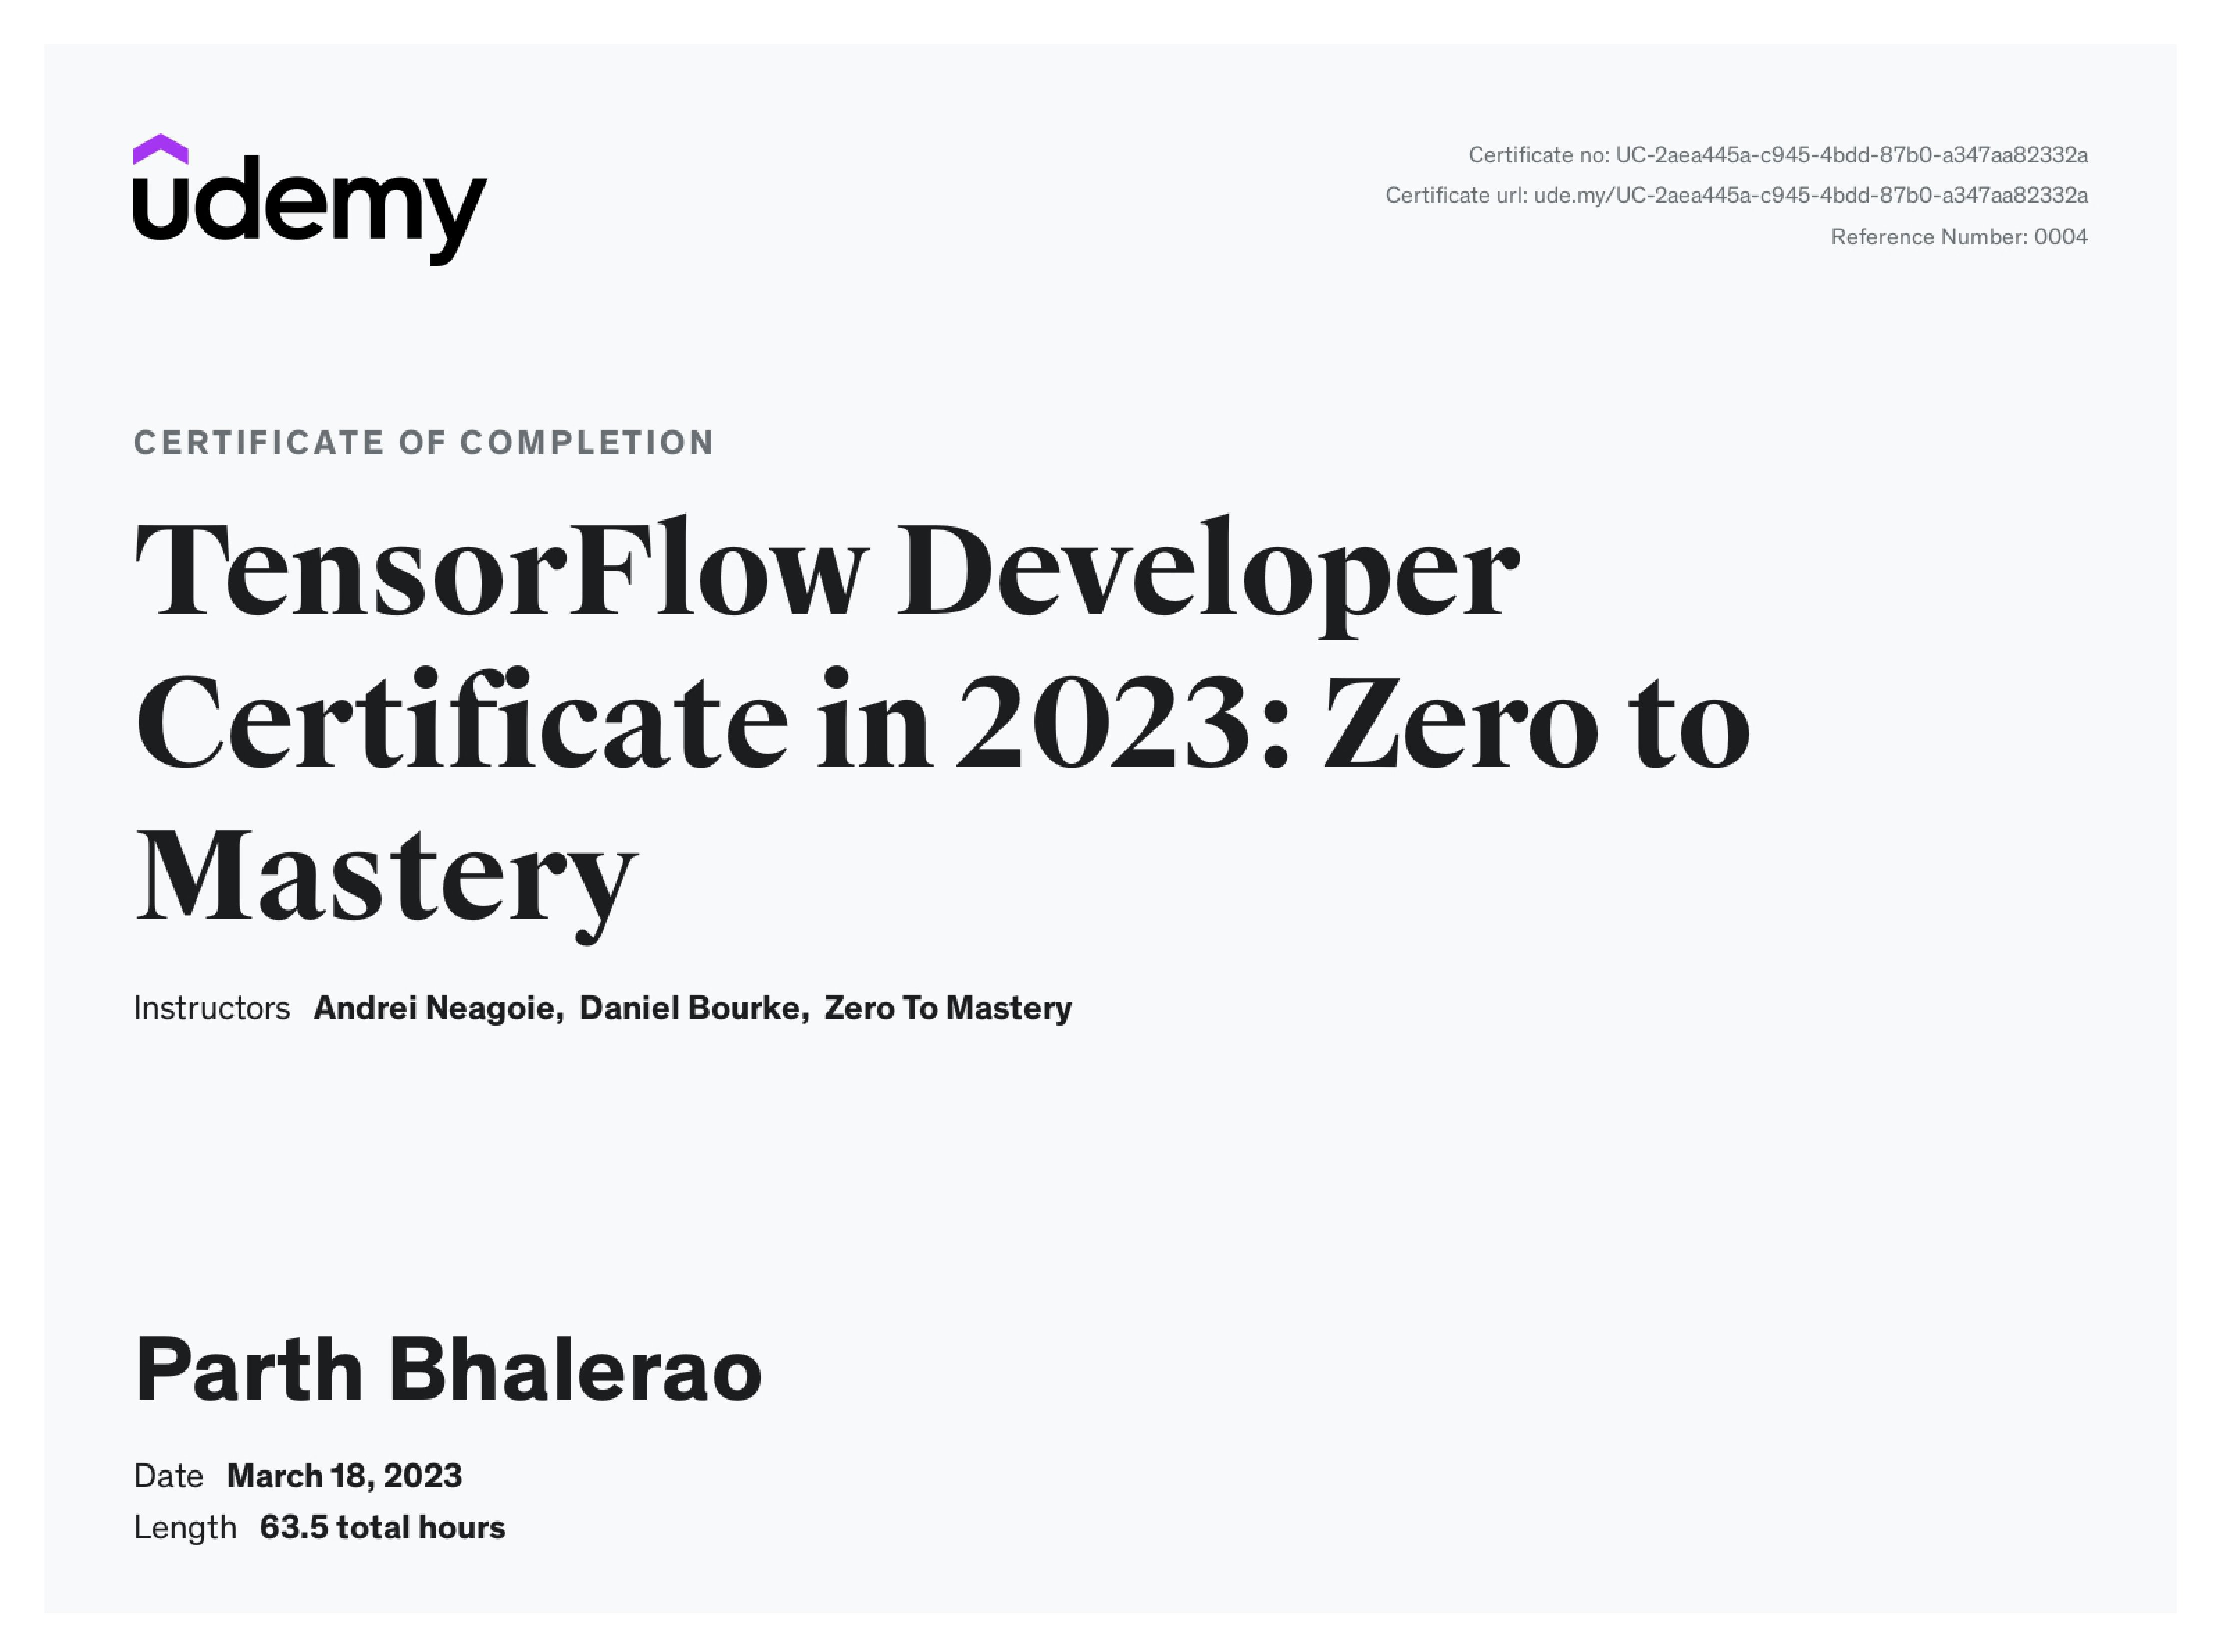 udemy
Certificate no: UC-2aea445a-c945-4bdd-87b0-a347aa82332a
Certificate url: ude.my/UC-2aea445a-c945-4bdd-87b0-a347aa82332a
Reference Number: 0004
CERTIFICATE OF COMPLETION
TensorFlow Developer
Certificate in 2023: Zero to
Mastery
Instructors Andrei Neagoie, Daniel Bourke, Zero To Mastery
Parth Bhalerao
Date March 18, 2023
Length 63.5 total hours